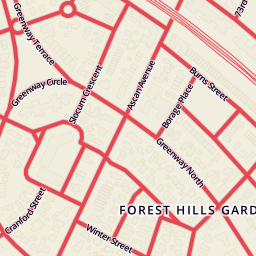 Greenway Terrace
73rd
Greenway Circle
Slocum Crescent
Ascan Avenue
Burns Street
Borage Place
Greenway North
Cranford Street
FOREST HILLS GARD
Winter Street